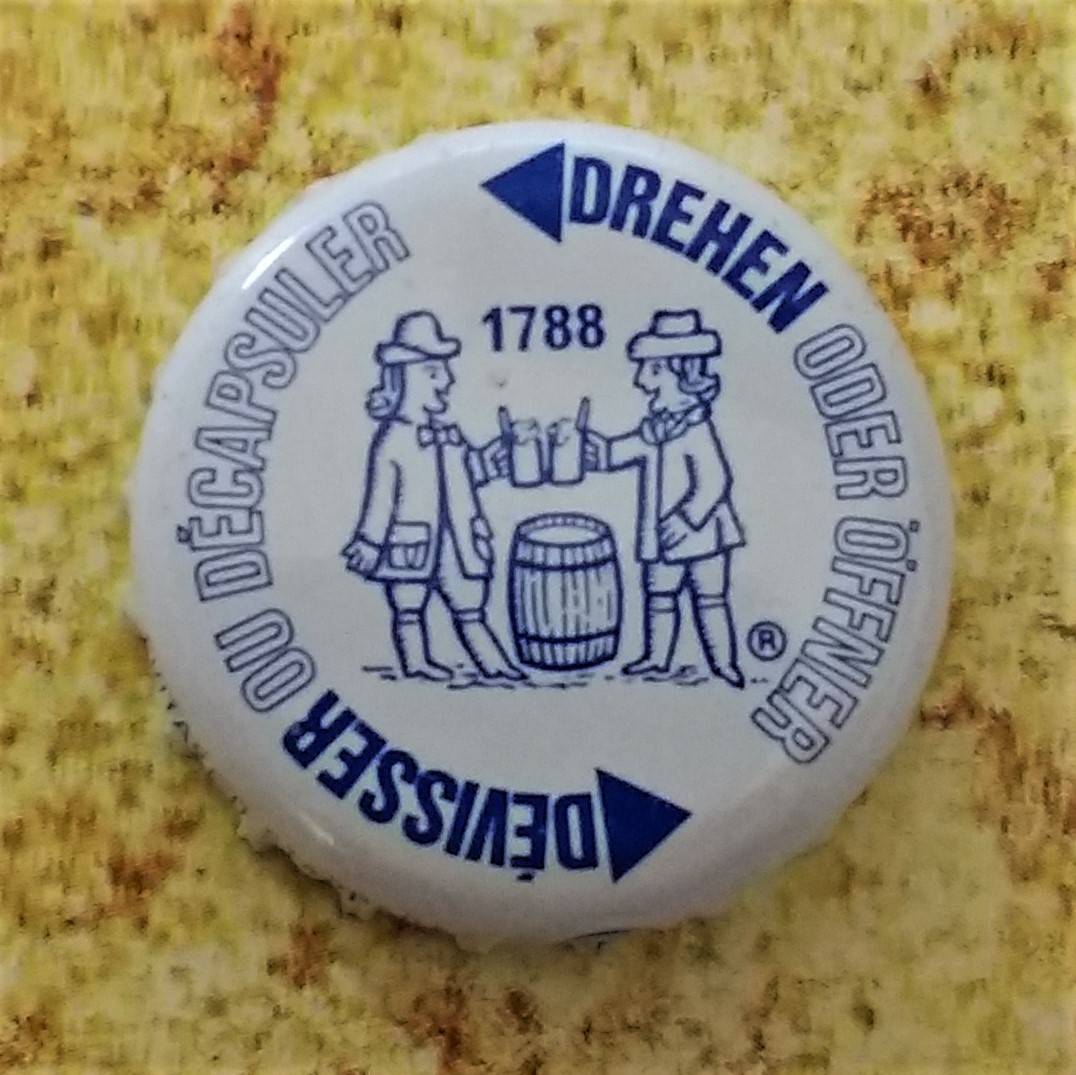 DREHEN ODER ÖFFNER
1788
®
DÉVISSER OU DÉCAPSULER